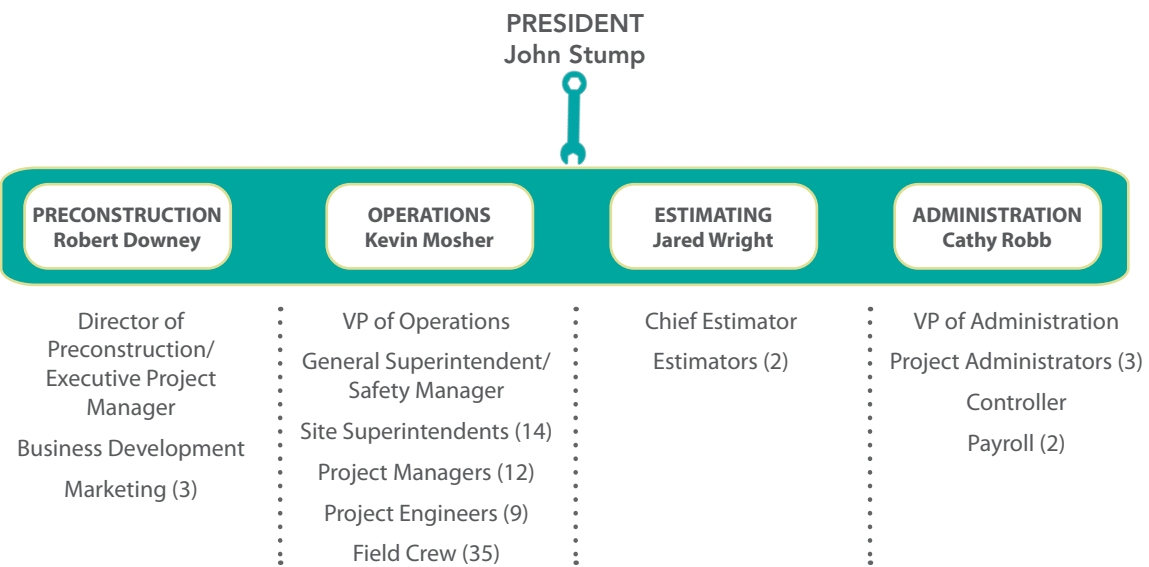 PRESIDENT
John Stump
PRECONSTRUCTION
Robert Downey
OPERATIONS
Kevin Mosher
ESTIMATING
Jared Wright
ADMINISTRATION
Cathy Robb
Director of
Preconstruction/
Executive Project
Manager
Business Development
Marketing (3)
VP of Operations
General Superintendent/
Safety Manager
Site Superintendents (14)
Project Managers (12)
Project Engineers (9)
Field Crew (35)
Chief Estimator
Estimators (2)
VP of Administration
Project Administrators (3)
Controller
Payroll (2)